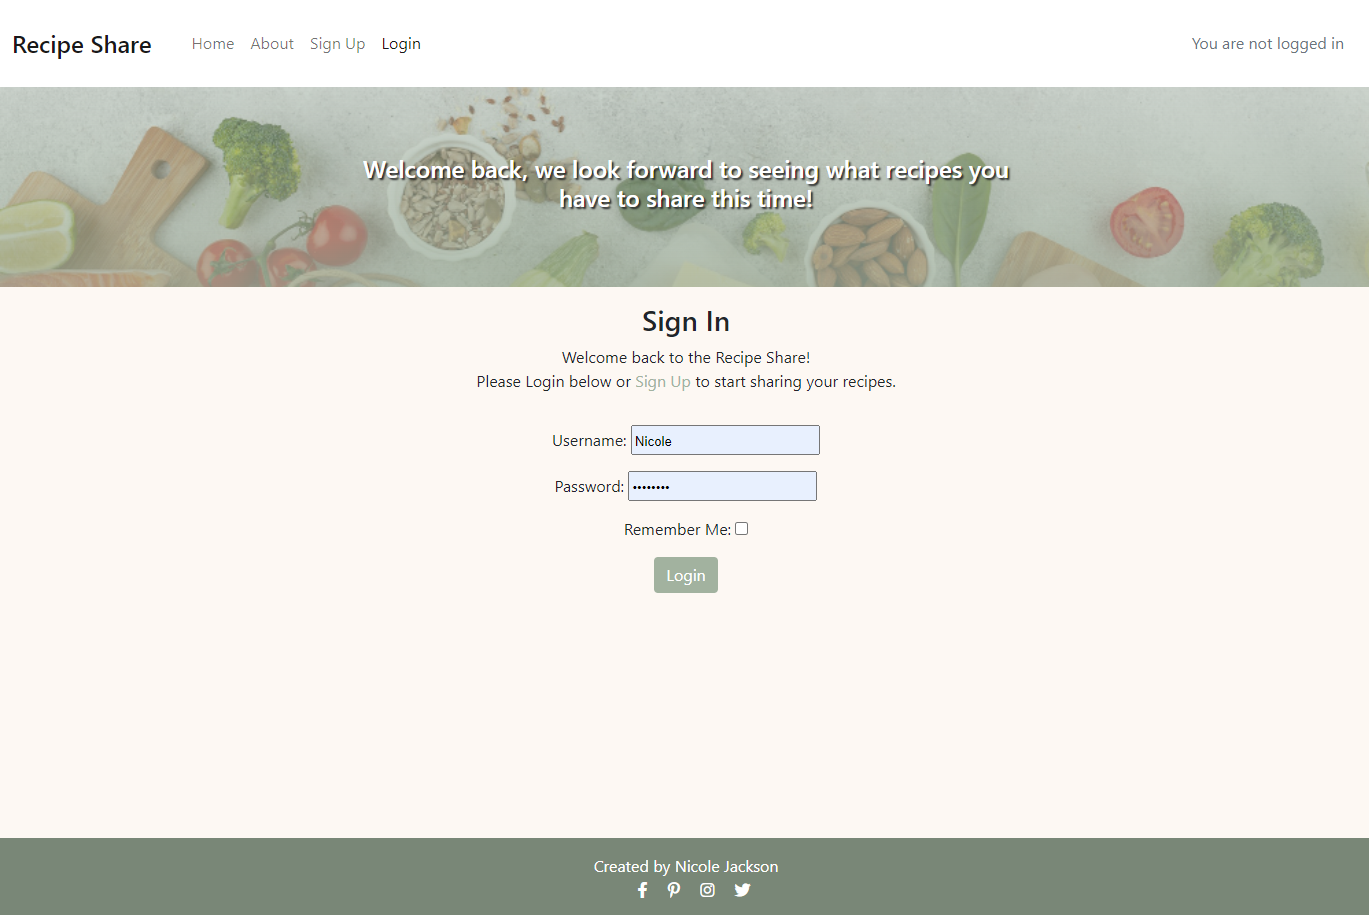 Recipe Share
Home About Sign Up Login
You are not logged in
Welcome back, we look forward to seeing what recipes you
have to share this time!
Sign In
Welcome back to the Recipe Share!
Please Login below or Sign Up to start sharing your recipes.
Username: Nicole
Password: ••••••••
Remember Me:
Login
Created by Nicole Jackson